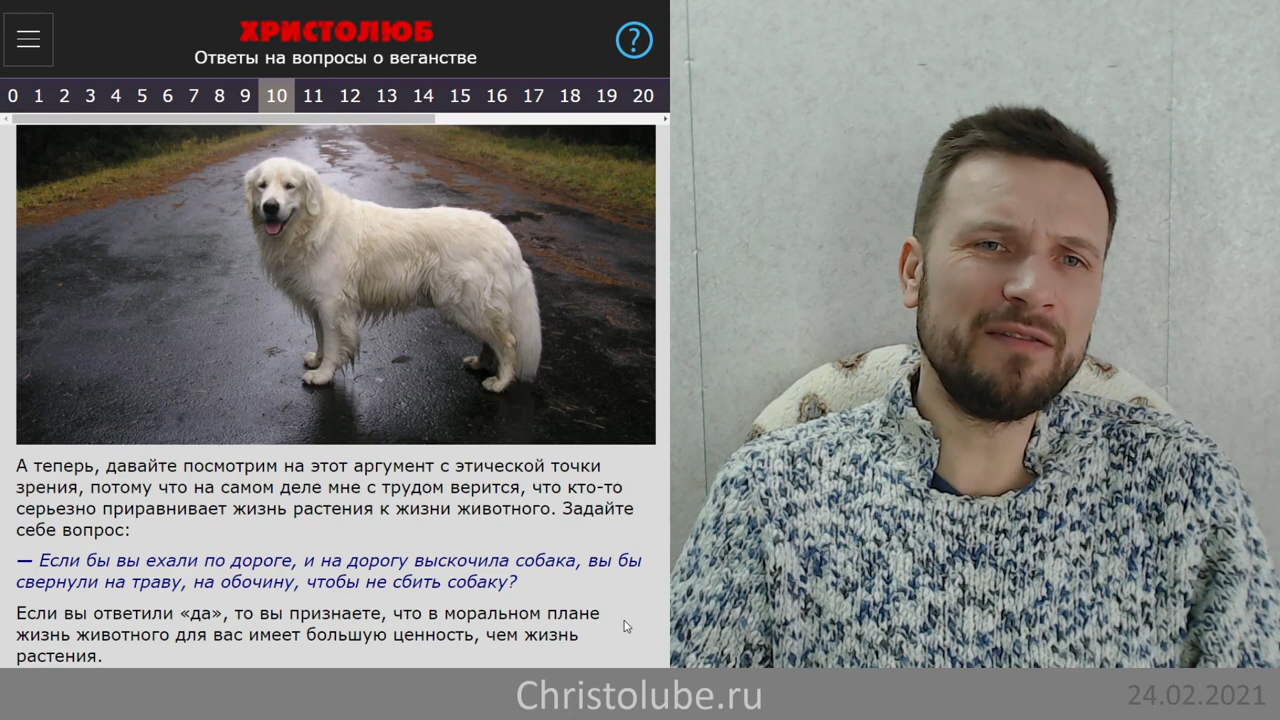 ХРИСТОЛЮБ
Ответы на вопросы о веганстве
?
0 1 2 3 4 5 6 7 8 9 10 11 12 13 14 15 16 17 18 19 20
А теперь, давайте посмотрим на этот аргумент с этической точки
зрения, потому что на самом деле мне с трудом верится, что кто-то
серьезно приравнивает жизнь растения к жизни животного. Задайте
себе вопрос:
— Если бы вы ехали по дороге, и на дорогу выскочила собака, вы бы
свернули на траву, на обочину, чтобы не сбить собаку?
Если вы ответили «да», то вы признаете, что в моральном плане
жизнь животного для вас имеет большую ценность, чем жизнь
растения.
Christolube.ru
24.02.2021